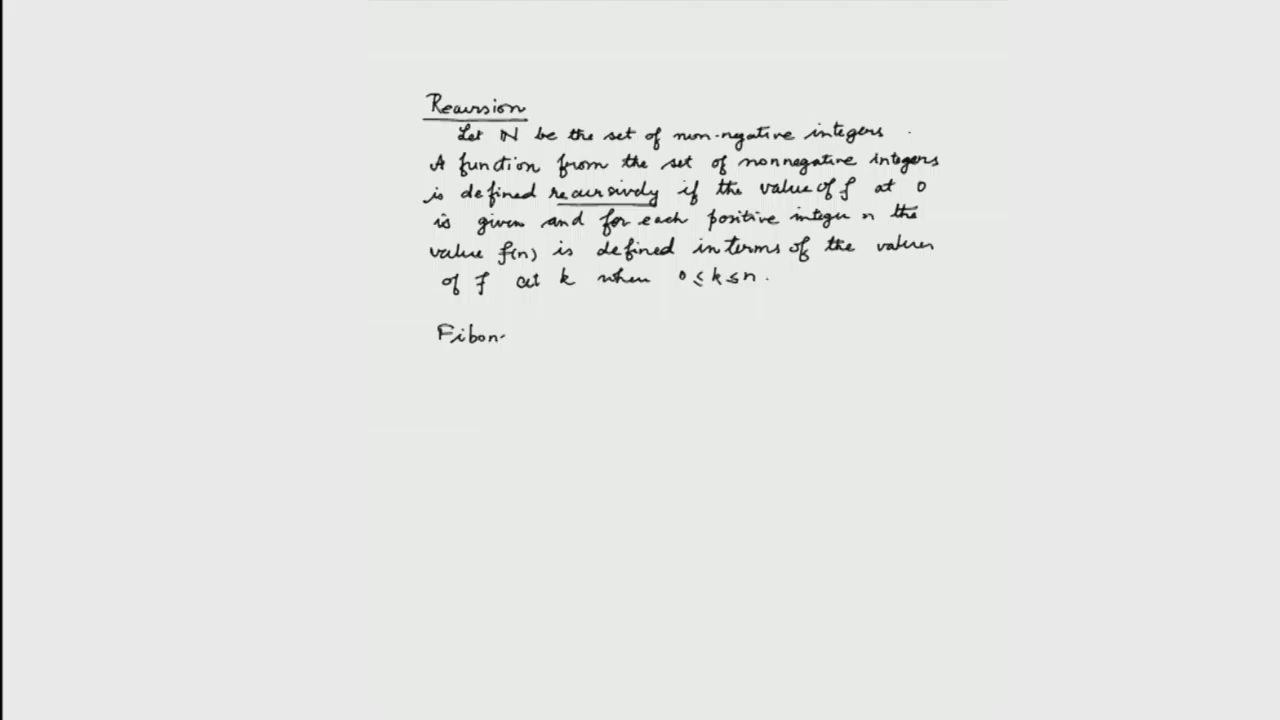 Recursion
Let N be the set of non-negative integers.
A function from the set of nonnegative integers
is defined recursively if the value of f at 0
is given and for each positive integer n the
value f(n) is defined in terms of the values
of f at k when 0 ≤ k ≤ n.
Fibon